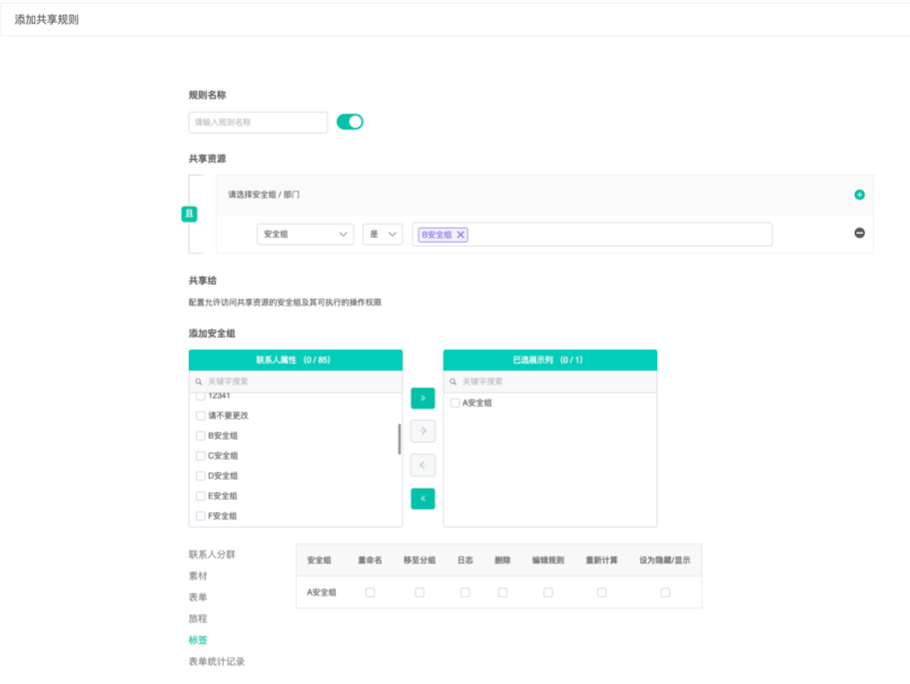 添加共享规则
规则名称
请输入规则名称
共享资源
请选择安全组 / 部门
且
安全组 是 B安全组
共享给
配置允许访问共享资源的安全组及其可执行的操作权限
添加安全组
联系人属性 (0 / 85)
关键字搜索
12341
请不要更改
B安全组
C安全组
D安全组
E安全组
F安全组
已选展示列 (0 / 1)
关键字搜索
A安全组
联系人分群
素材
表单
旅程
标签
表单统计记录
安全组 重命名 移至分组 日志 删除 编辑规则 重新计算 设为隐藏/显示
A安全组